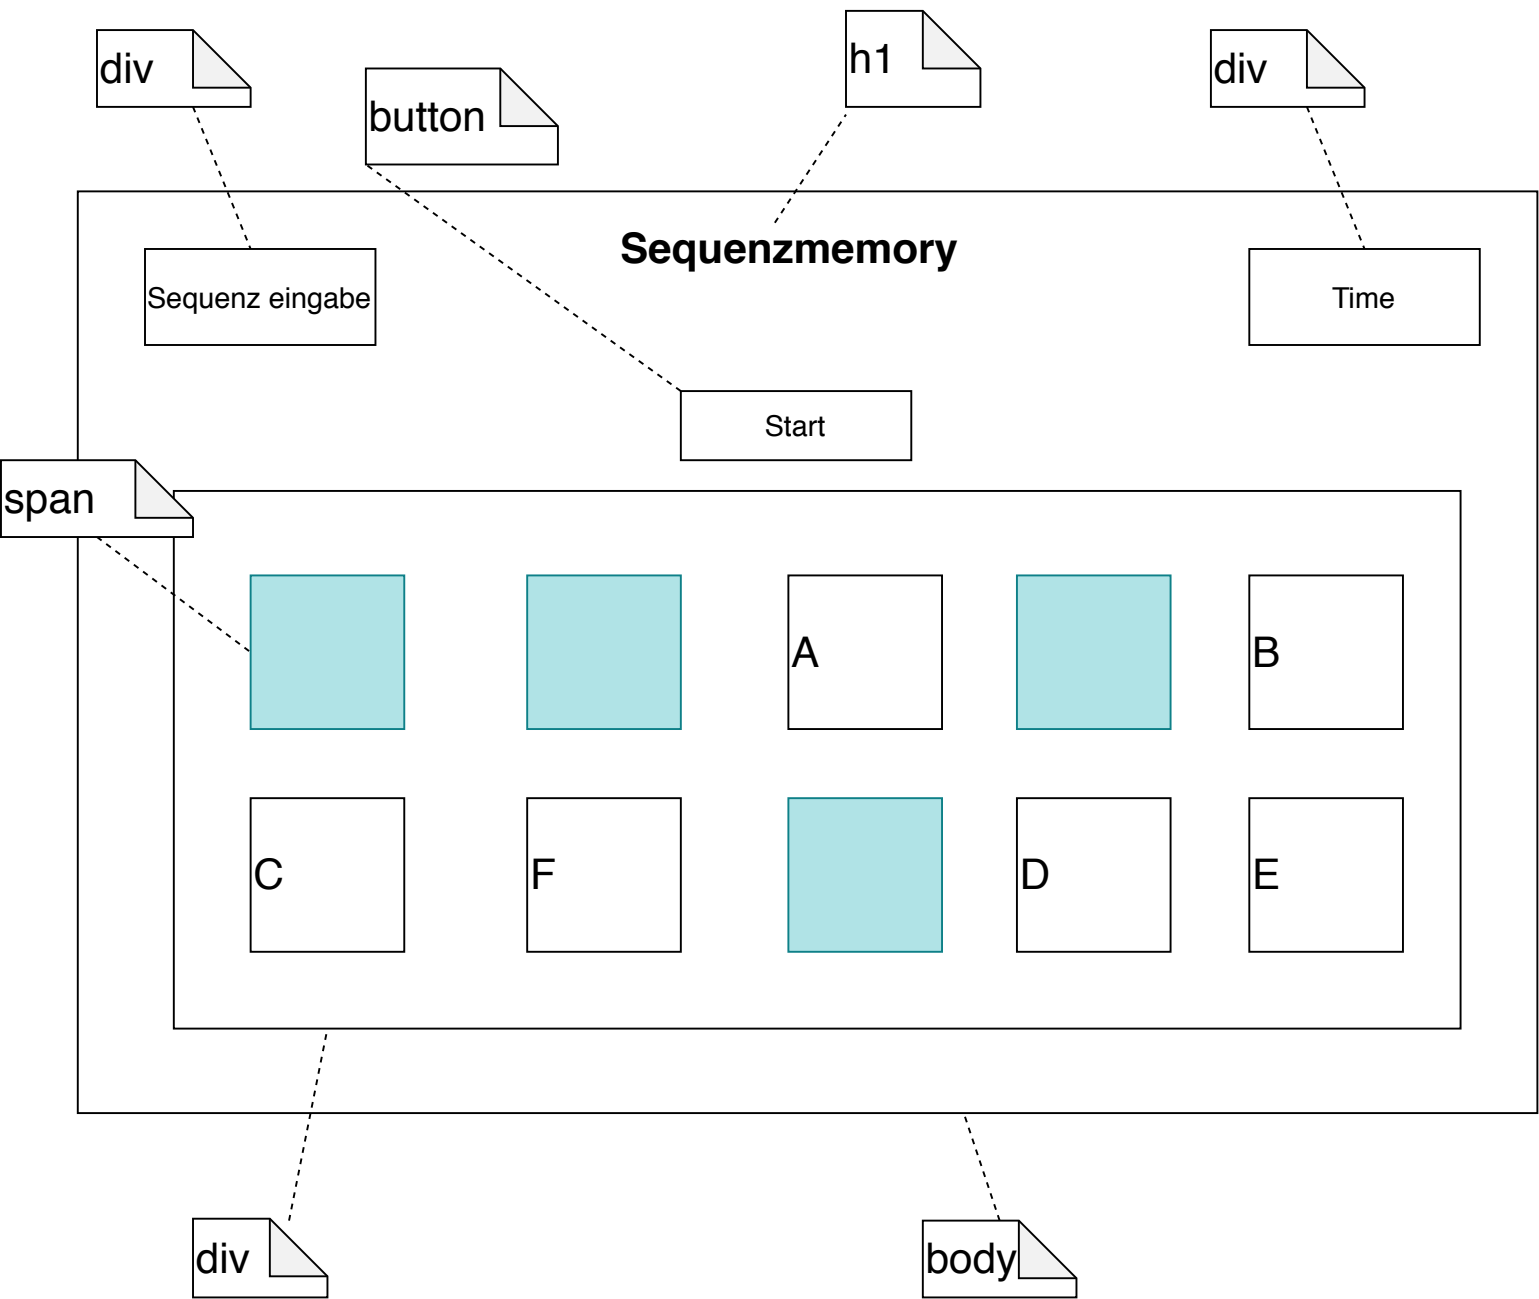 div
button
h1
div
Sequenz eingabe
Sequenzmemory
Time
Start
span
A
B
C
F
D
E
div
body